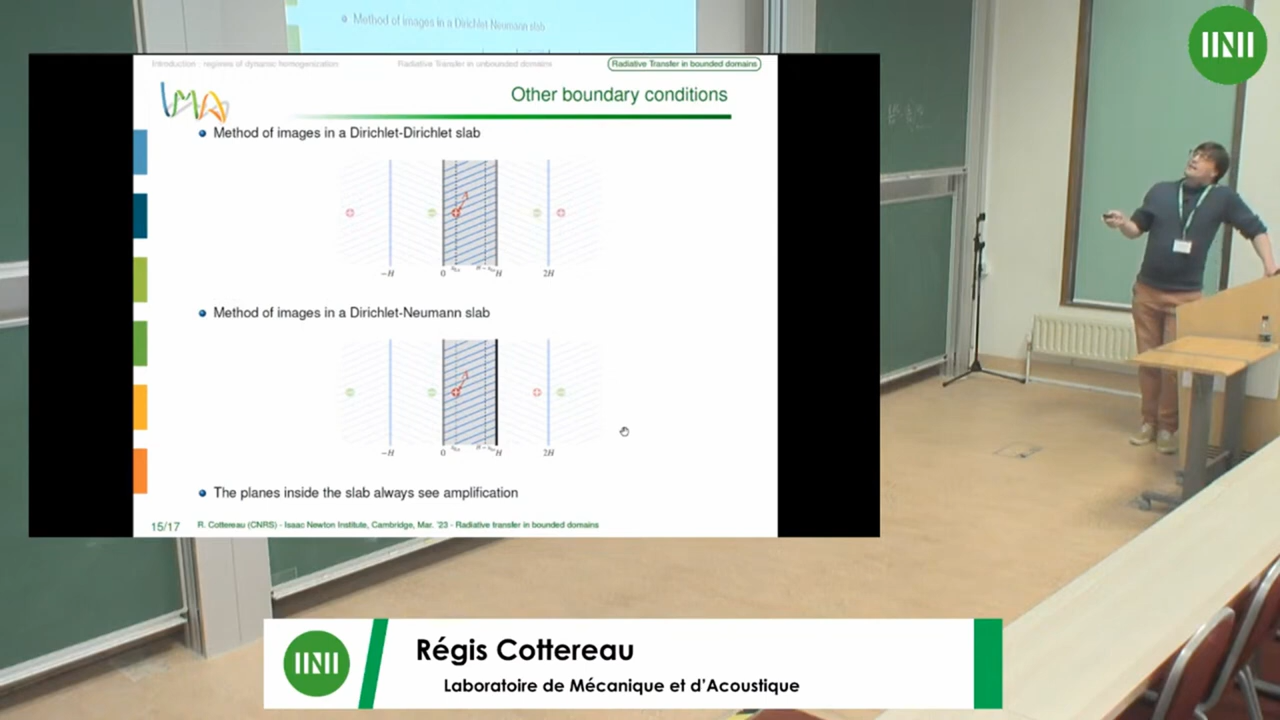 Method of images in a Dirichlet Neumann slab
Introduction - regimes of dynamic homogenization
Radiative Transfer in unbounded domains
Radiative Transfer in bounded domains
LMA
Other boundary conditions
Method of images in a Dirichlet-Dirichlet slab
−H
0
H
2H
Method of images in a Dirichlet-Neumann slab
−H
0
H
2H
The planes inside the slab always see amplification
15/17
R. Cottereau (CNRS) - Isaac Newton Institute, Cambridge, Mar. '23 - Radiative transfer in bounded domains
Régis Cottereau
Laboratoire de Mécanique et d'Acoustique